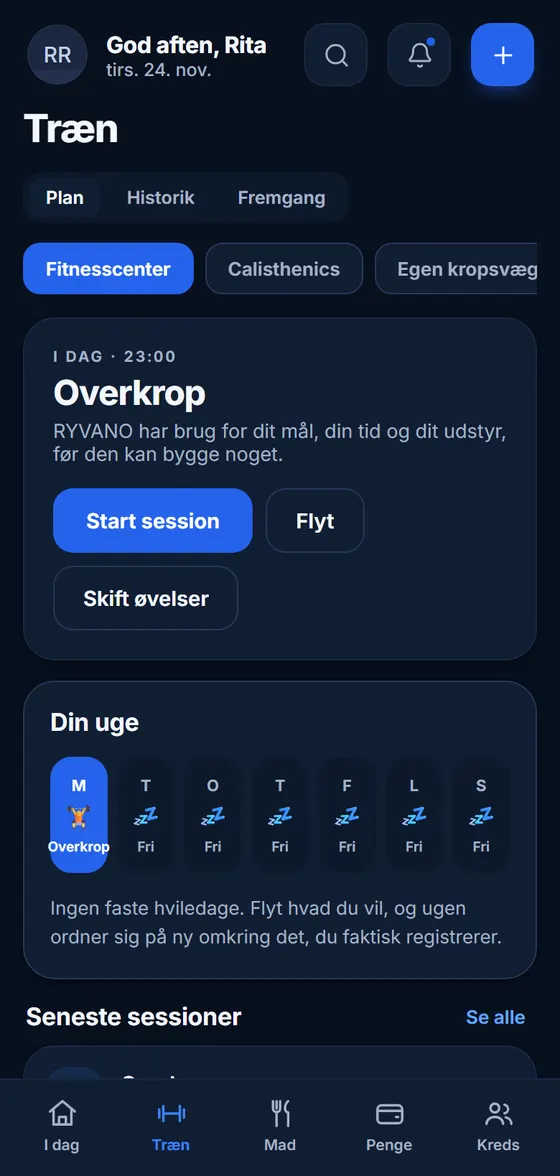 RR
God aften, Rita
tirs. 24. nov.
Træn
Plan Historik Fremgang
Fitnesscenter Calisthenics Egen kropsvæg
I DAG · 23:00
Overkrop
RYVANO har brug for dit mål, din tid og dit udstyr,
før den kan bygge noget.
Start session Flyt
Skift øvelser
Din uge
M T O T F L S
Overkrop Fri Fri Fri Fri Fri Fri
Ingen faste hviledage. Flyt hvad du vil, og ugen
ordner sig på ny omkring det, du faktisk registrerer.
Seneste sessioner Se alle
I dag Træn Mad Penge Kreds